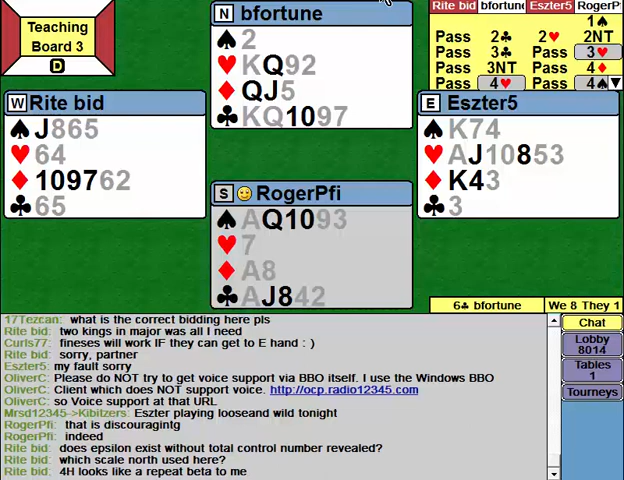 Teaching
Board 3
D
N bfortune
♠ 2
♥ KQ92
♦ QJ5
♣ KQ1097
Rite bid bfortun Eszter5 RogerP
1♠
Pass 2♣ 2♥ 2NT
Pass 3♣ Pass 3♥
Pass 3NT Pass 4♦
Pass 4♥ Pass 4♠
W Rite bid
♠ J865
♥ 64
♦ 109762
♣ 65
E Eszter5
♠ K74
♥ AJ10853
♦ K43
♣ 3
S RogerPfi
♠ AQ1093
♥ 7
♦ A8
♣ AJ842
6♣ bfortune We 8 They 1
17Tezcan: what is the correct bidding here pls
Rite bid: two kings in major was all I need
Curls77: fineses will work IF they can get to E hand : )
Rite bid: sorry, partner
Eszter5: my fault sorry
OliverC: Please do NOT try to get voice support via BBO itself. I use the Windows BBO
OliverC: Client which does NOT support voice. http://ocp.radio12345.com
OliverC: so Voice support at that URL
Mrsd12345->Kibitzers: Eszter playing looseand wild tonight
RogerPfi: that is discouragintg
RogerPfi: indeed
Rite bid: does epsilon exist without total control number revealed?
Rite bid: which scale north used here?
Rite bid: 4H looks like a repeat beta to me
Chat
Lobby
8014
Tables
1
Tourneys